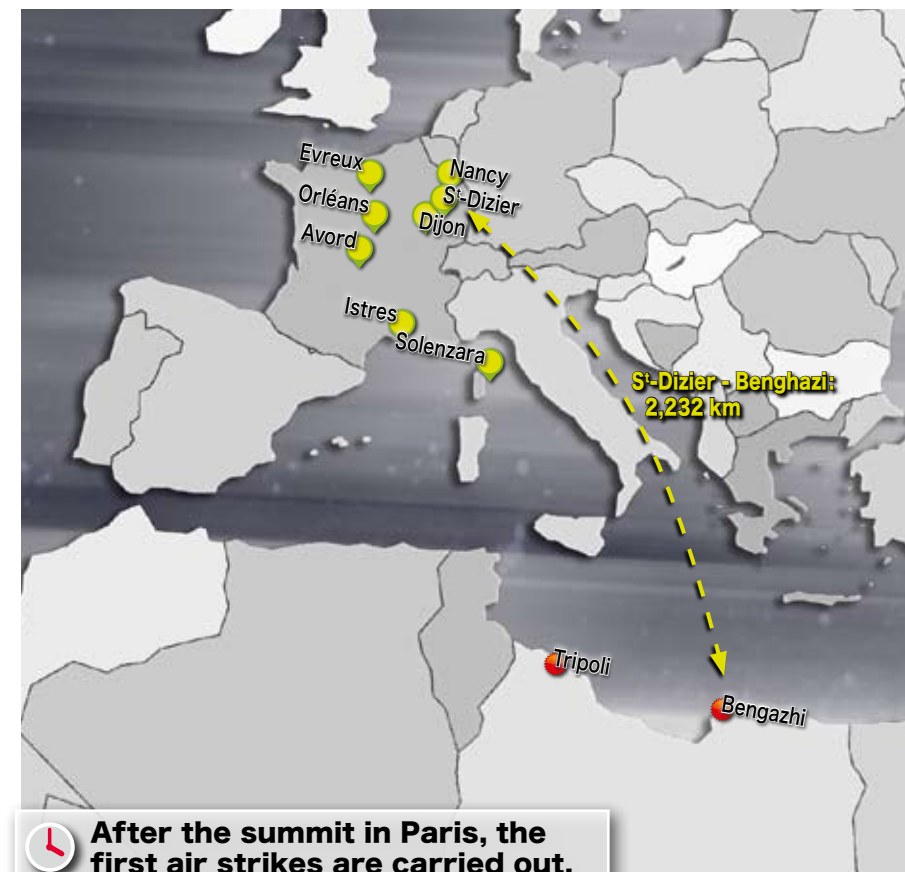 Evreux
Nancy
St-Dizier
Orléans
Dijon
Avord
Istres
Solenzara
St-Dizier - Benghazi:
2,232 km
Tripoli
Bengazhi
After the summit in Paris, the
first air strikes are carried out.